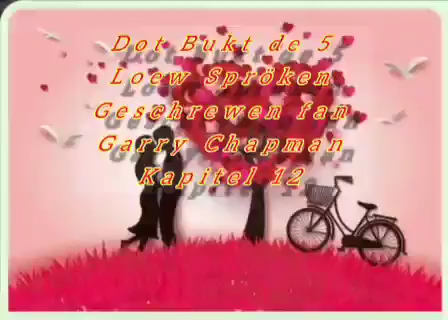 Dot Bukt de 5
Loew Spröken
Geschrewen fan
Garry Chapman
Kapitel 12